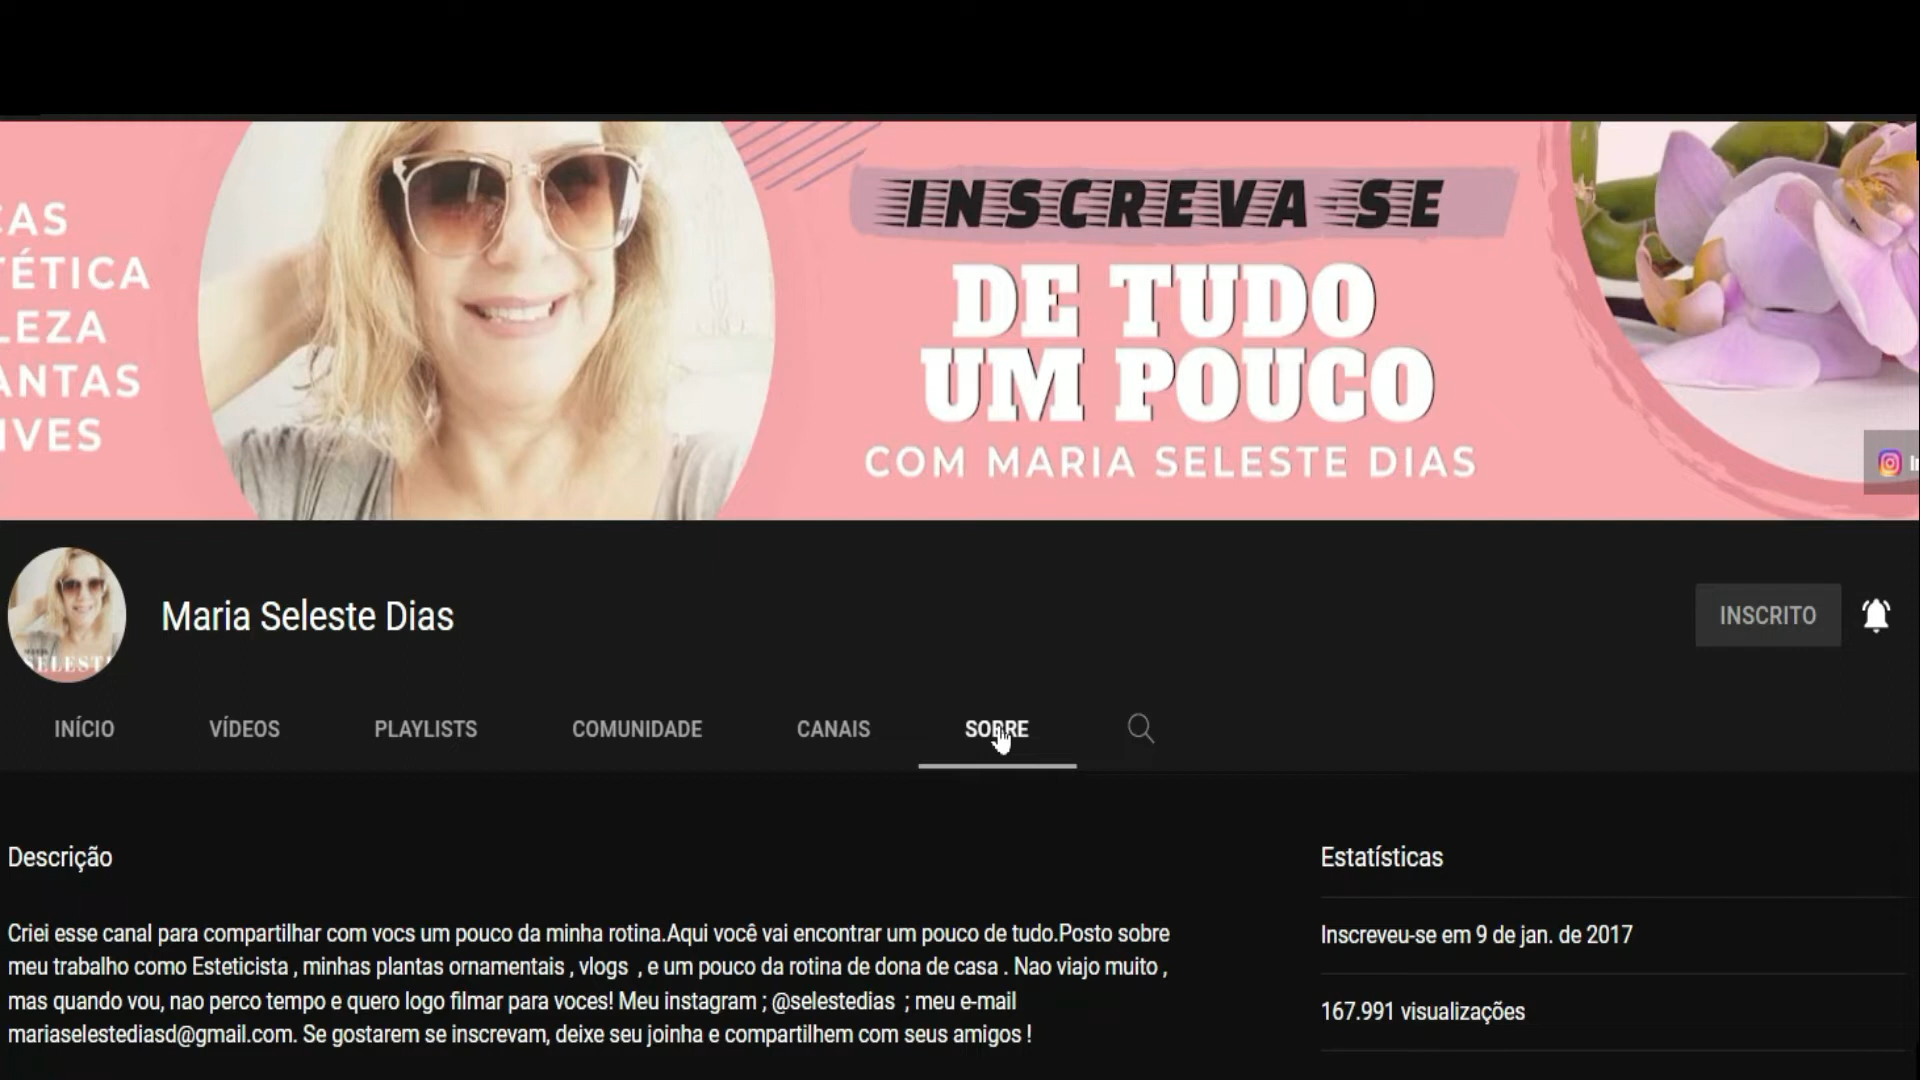 INSCREVA-SE
DE TUDO
UM POUCO
COM MARIA SELESTE DIAS
CAS
TÉTICA
LEZA
ANTAS
IVES
Maria Seleste Dias
INSCRITO
INÍCIO VÍDEOS PLAYLISTS COMUNIDADE CANAIS SOBRE
Descrição
Criei esse canal para compartilhar com vocs um pouco da minha rotina.Aqui você vai encontrar um pouco de tudo.Posto sobre
meu trabalho como Esteticista , minhas plantas ornamentais , vlogs , e um pouco da rotina de dona de casa . Nao viajo muito ,
mas quando vou, nao perco tempo e quero logo filmar para voces! Meu instagram ; @selestedias ; meu e-mail
mariaselestediasd@gmail.com. Se gostarem se inscrevam, deixe seu joinha e compartilhem com seus amigos !
Estatísticas
Inscreveu-se em 9 de jan. de 2017
167.991 visualizações